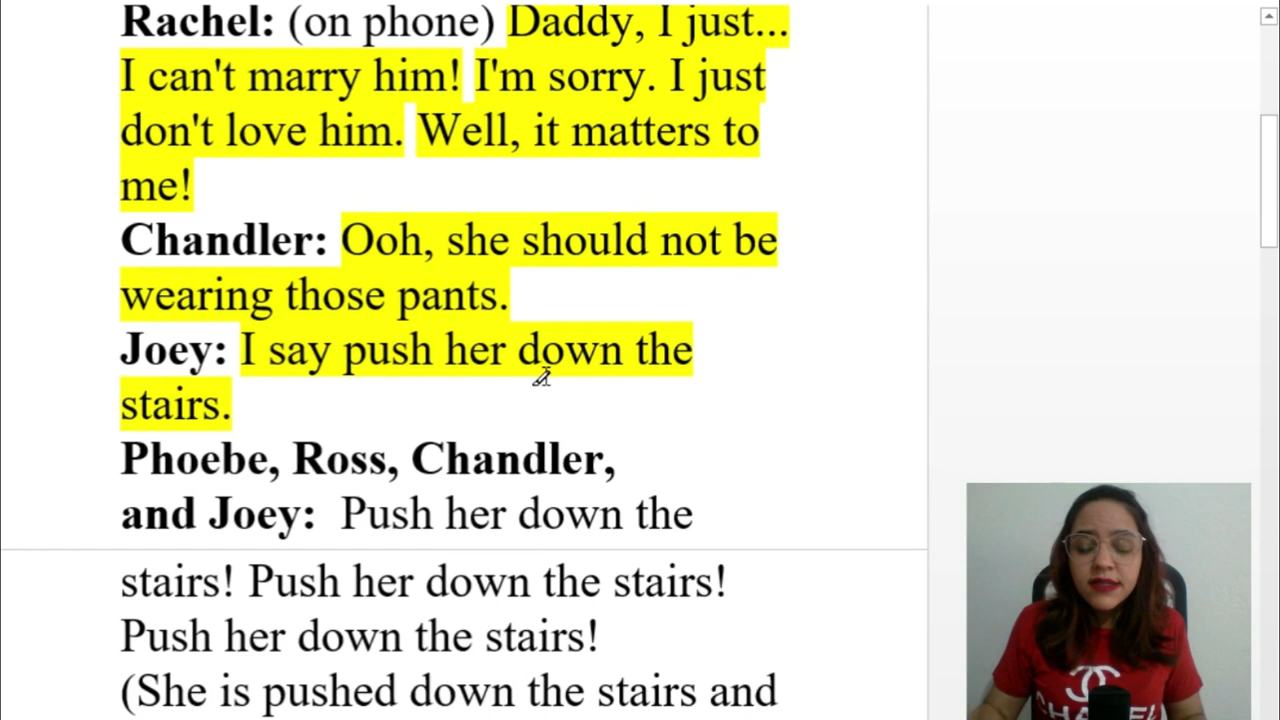 Rachel: (on phone) Daddy, I just...
I can't marry him! I'm sorry. I just
don't love him. Well, it matters to
me!
Chandler: Ooh, she should not be
wearing those pants.
Joey: I say push her down the
stairs.
Phoebe, Ross, Chandler,
and Joey: Push her down the
stairs! Push her down the stairs!
Push her down the stairs!
(She is pushed down the stairs and